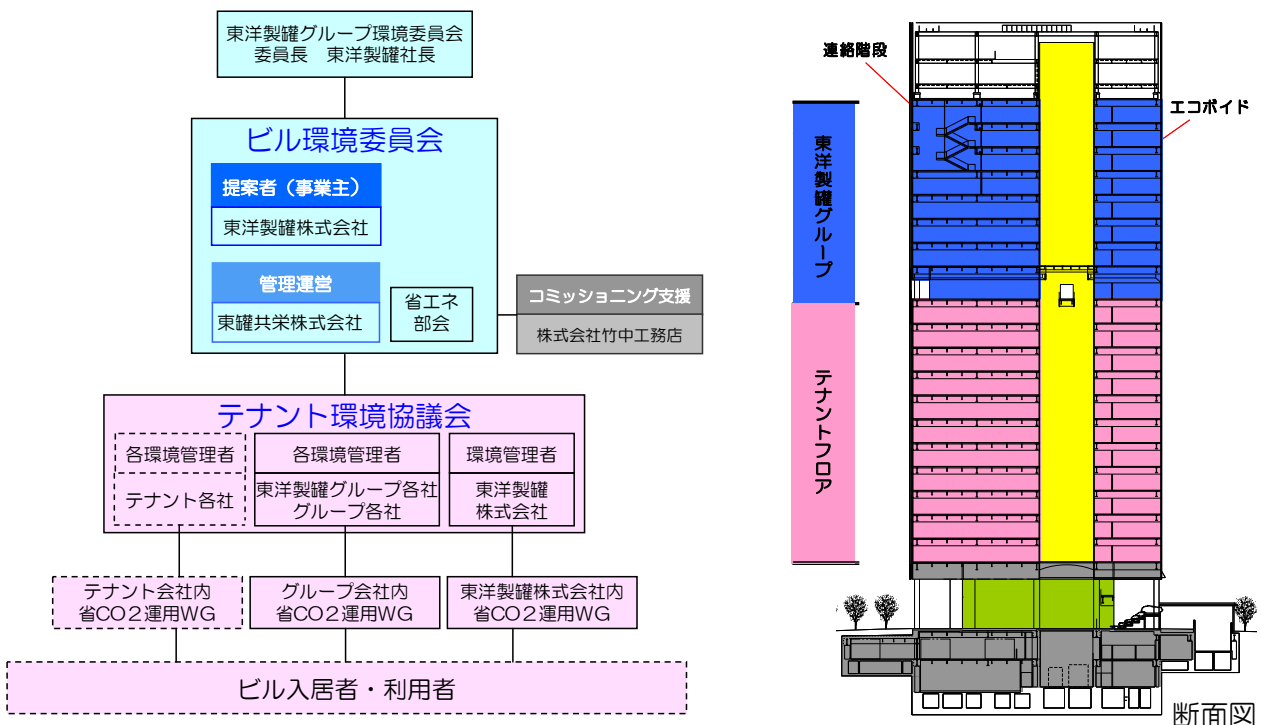 東洋製罐グループ環境委員会
委員長　東洋製罐社長
ビル環境委員会
提案者（事業主）
東洋製罐株式会社
管理運営
東罐共栄株式会社
省エネ
部会
コミッショニング支援
株式会社竹中工務店
テナント環境協議会
各環境管理者
テナント各社
各環境管理者
東洋製罐グループ各社
グループ各社
環境管理者
東洋製罐
株式会社
テナント会社内
省CO2運用WG
グループ会社内
省CO2運用WG
東洋製罐株式会社内
省CO2運用WG
ビル入居者・利用者
連絡階段
エコボイド
東洋製罐グループ
テナントフロア
断面図